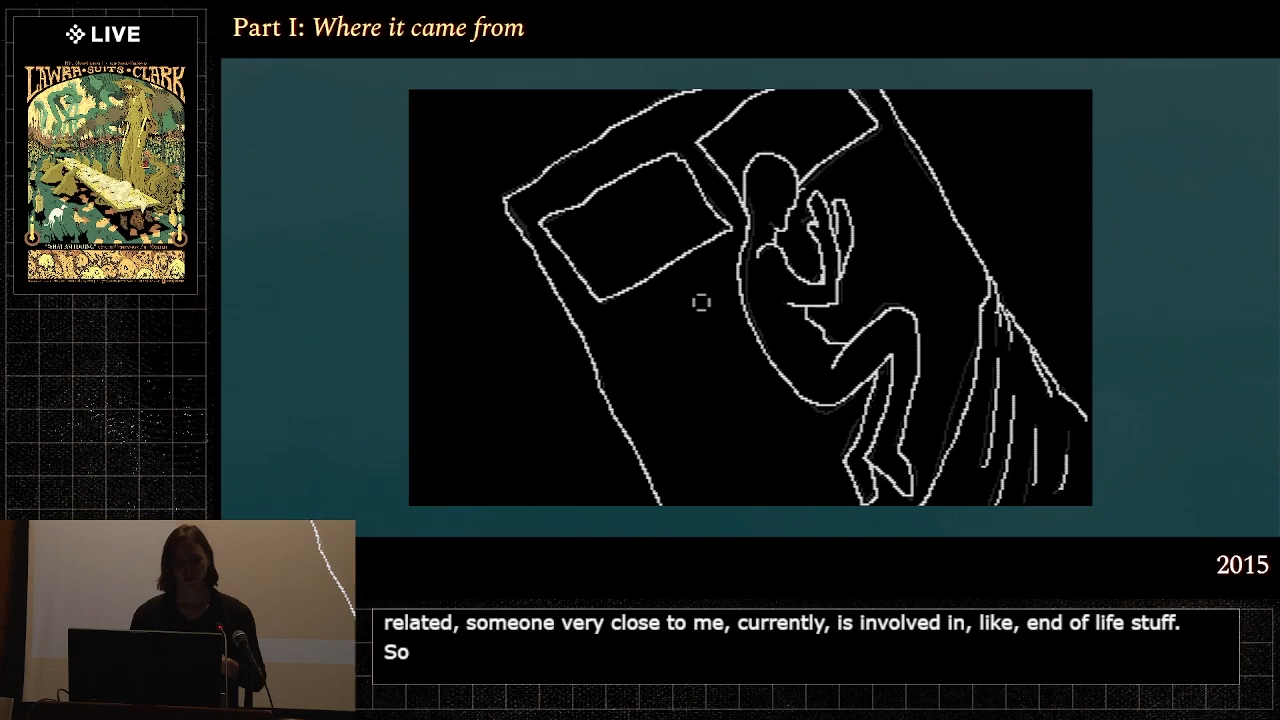 LIVE
Part I: Where it came from
LAWRA•SUITS•CLARK
2015
related, someone very close to me, currently, is involved in, like, end of life stuff.
So